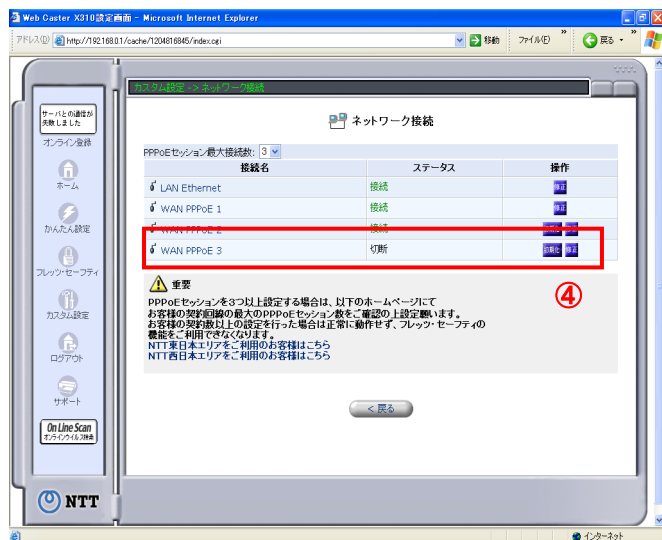 Web Caster X310設定画面 - Microsoft Internet Explorer
アドレス(D) http://192.168.0.1/cache/1204816845/index.cgi 移動 ファイル(F) » 戻る »
カスタム設定 -> ネットワーク接続
サーバとの通信が
失敗しました
オンライン登録
ホーム
かんたん設定
フレッツ・セーフティ
カスタム設定
ログアウト
サポート
On Line Scan
オンラインウイルス検索
NTT
ネットワーク接続
PPPoEセッション最大接続数: 3
接続名 ステータス 操作
LAN Ethernet 接続 修正
WAN PPPoE 1 接続 修正
WAN PPPoE 2 接続 初期化 修正
WAN PPPoE 3 切断 初期化 修正
④
重要
PPPoEセッションを3つ以上設定する場合は、以下のホームページにて
お客様の契約回線の最大のPPPoEセッション数をご確認の上設定願います。
お客様の契約数以上の設定を行った場合は正常に動作せず、フレッツ・セーフティの
機能をご利用できなくなります。
NTT東日本エリアをご利用のお客様はこちら
NTT西日本エリアをご利用のお客様はこちら
< 戻る
インターネット